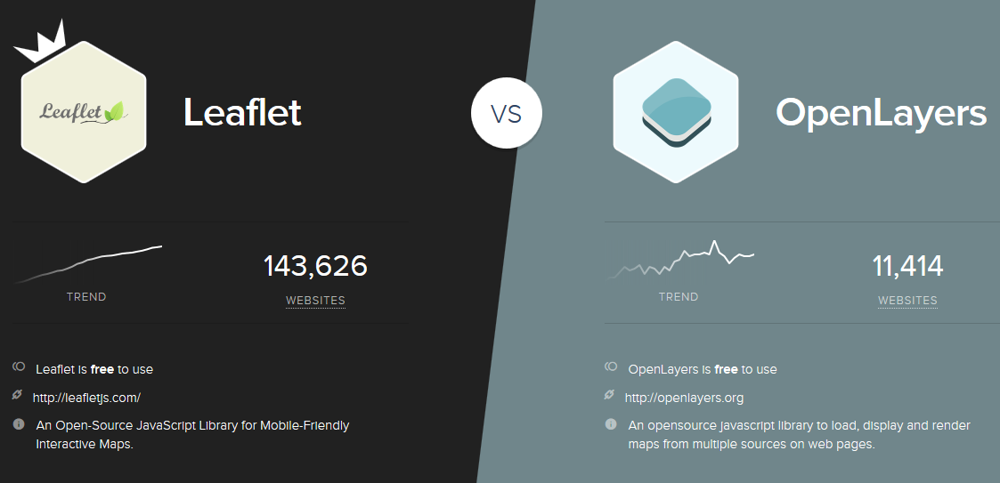 Leaflet
Leaflet
VS
OpenLayers
TREND
143,626
WEBSITES
TREND
11,414
WEBSITES
Leaflet is free to use
http://leafletjs.com/
An Open-Source JavaScript Library for Mobile-Friendly
Interactive Maps.
OpenLayers is free to use
http://openlayers.org
An opensource javascript library to load, display and render
maps from multiple sources on web pages.